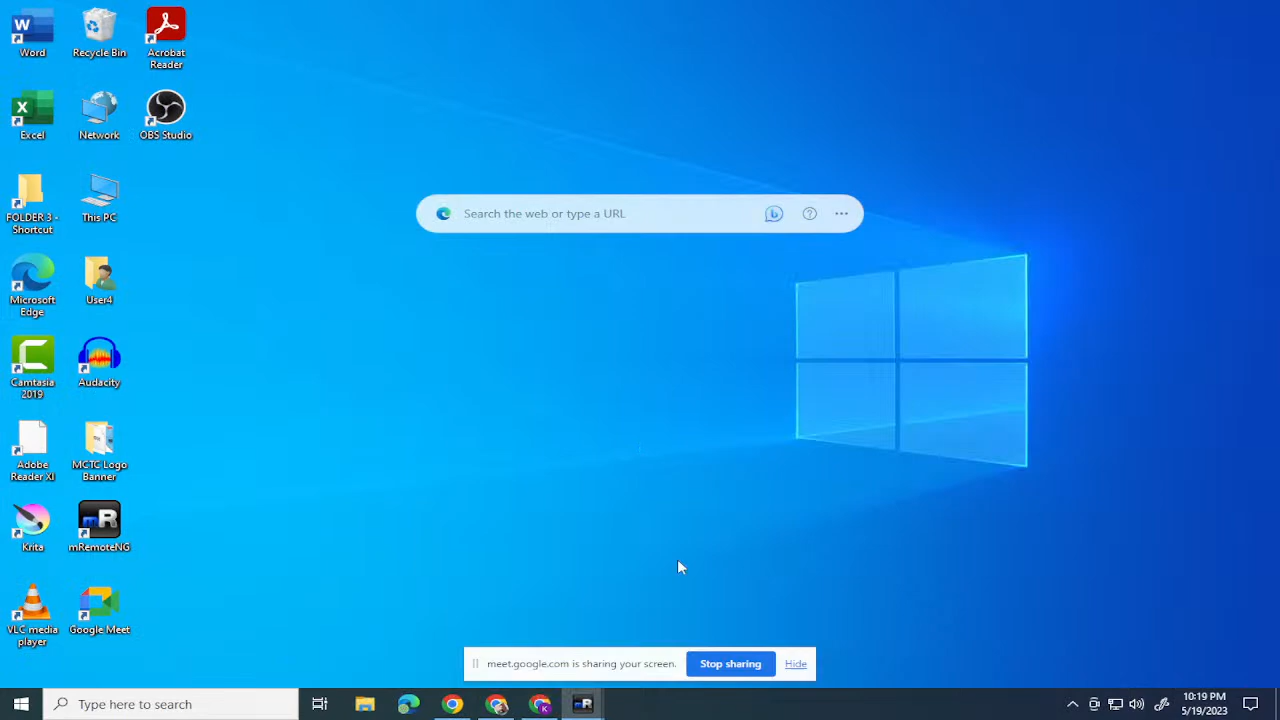 Word
Recycle Bin
Acrobat
Reader
Excel
Network
OBS Studio
FOLDER 3 -
Shortcut
This PC
Search the web or type a URL
Microsoft
Edge
User4
Camtasia
2019
Audacity
Adobe
Reader XI
MCTC Logo
Banner
Krita
mR
mRemoteNG
VLC media
player
Google Meet
meet.google.com is sharing your screen.
Stop sharing
Hide
Type here to search
K
mR
10:19 PM
5/19/2023